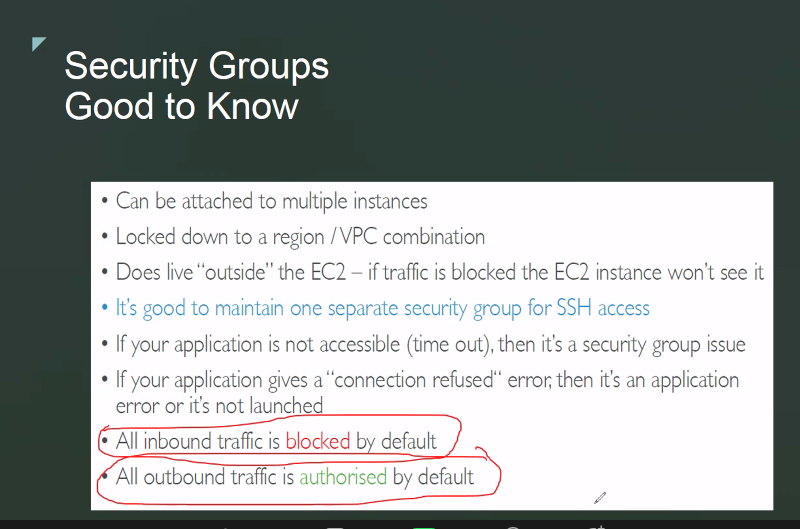 Security Groups
Good to Know
• Can be attached to multiple instances
• Locked down to a region / VPC combination
• Does live “outside” the EC2 – if traffic is blocked the EC2 instance won’t see it
• It’s good to maintain one separate security group for SSH access
• If your application is not accessible (time out), then it’s a security group issue
• If your application gives a “connection refused“ error, then it’s an application
error or it’s not launched
• All inbound traffic is blocked by default
• All outbound traffic is authorised by default